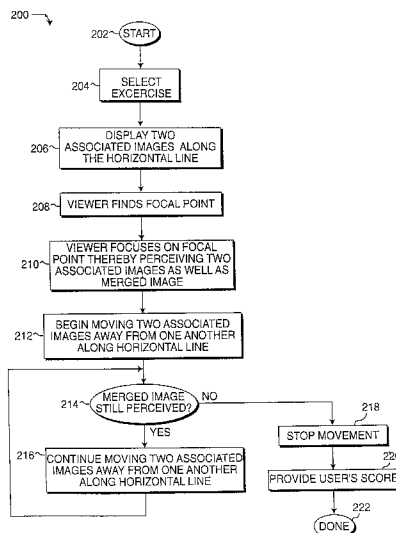 200
202
START
204
SELECT
EXCERCISE
206
DISPLAY TWO
ASSOCIATED IMAGES ALONG
THE HORIZONTAL LINE
208
VIEWER FINDS FOCAL POINT
210
VIEWER FOCUSES ON FOCAL
POINT THEREBY PERCEIVING TWO
ASSOCIATED IMAGES AS WELL AS
MERGED IMAGE
212
BEGIN MOVING TWO ASSOCIATED
IMAGES AWAY FROM ONE ANOTHER
ALONG HORIZONTAL LINE
214
MERGED IMAGE
STILL PERCEIVED?
NO
YES
216
CONTINUE MOVING TWO ASSOCIATED
IMAGES AWAY FROM ONE ANOTHER
ALONG HORIZONTAL LINE
218
STOP MOVEMENT
220
PROVIDE USER'S SCORE
222
DONE